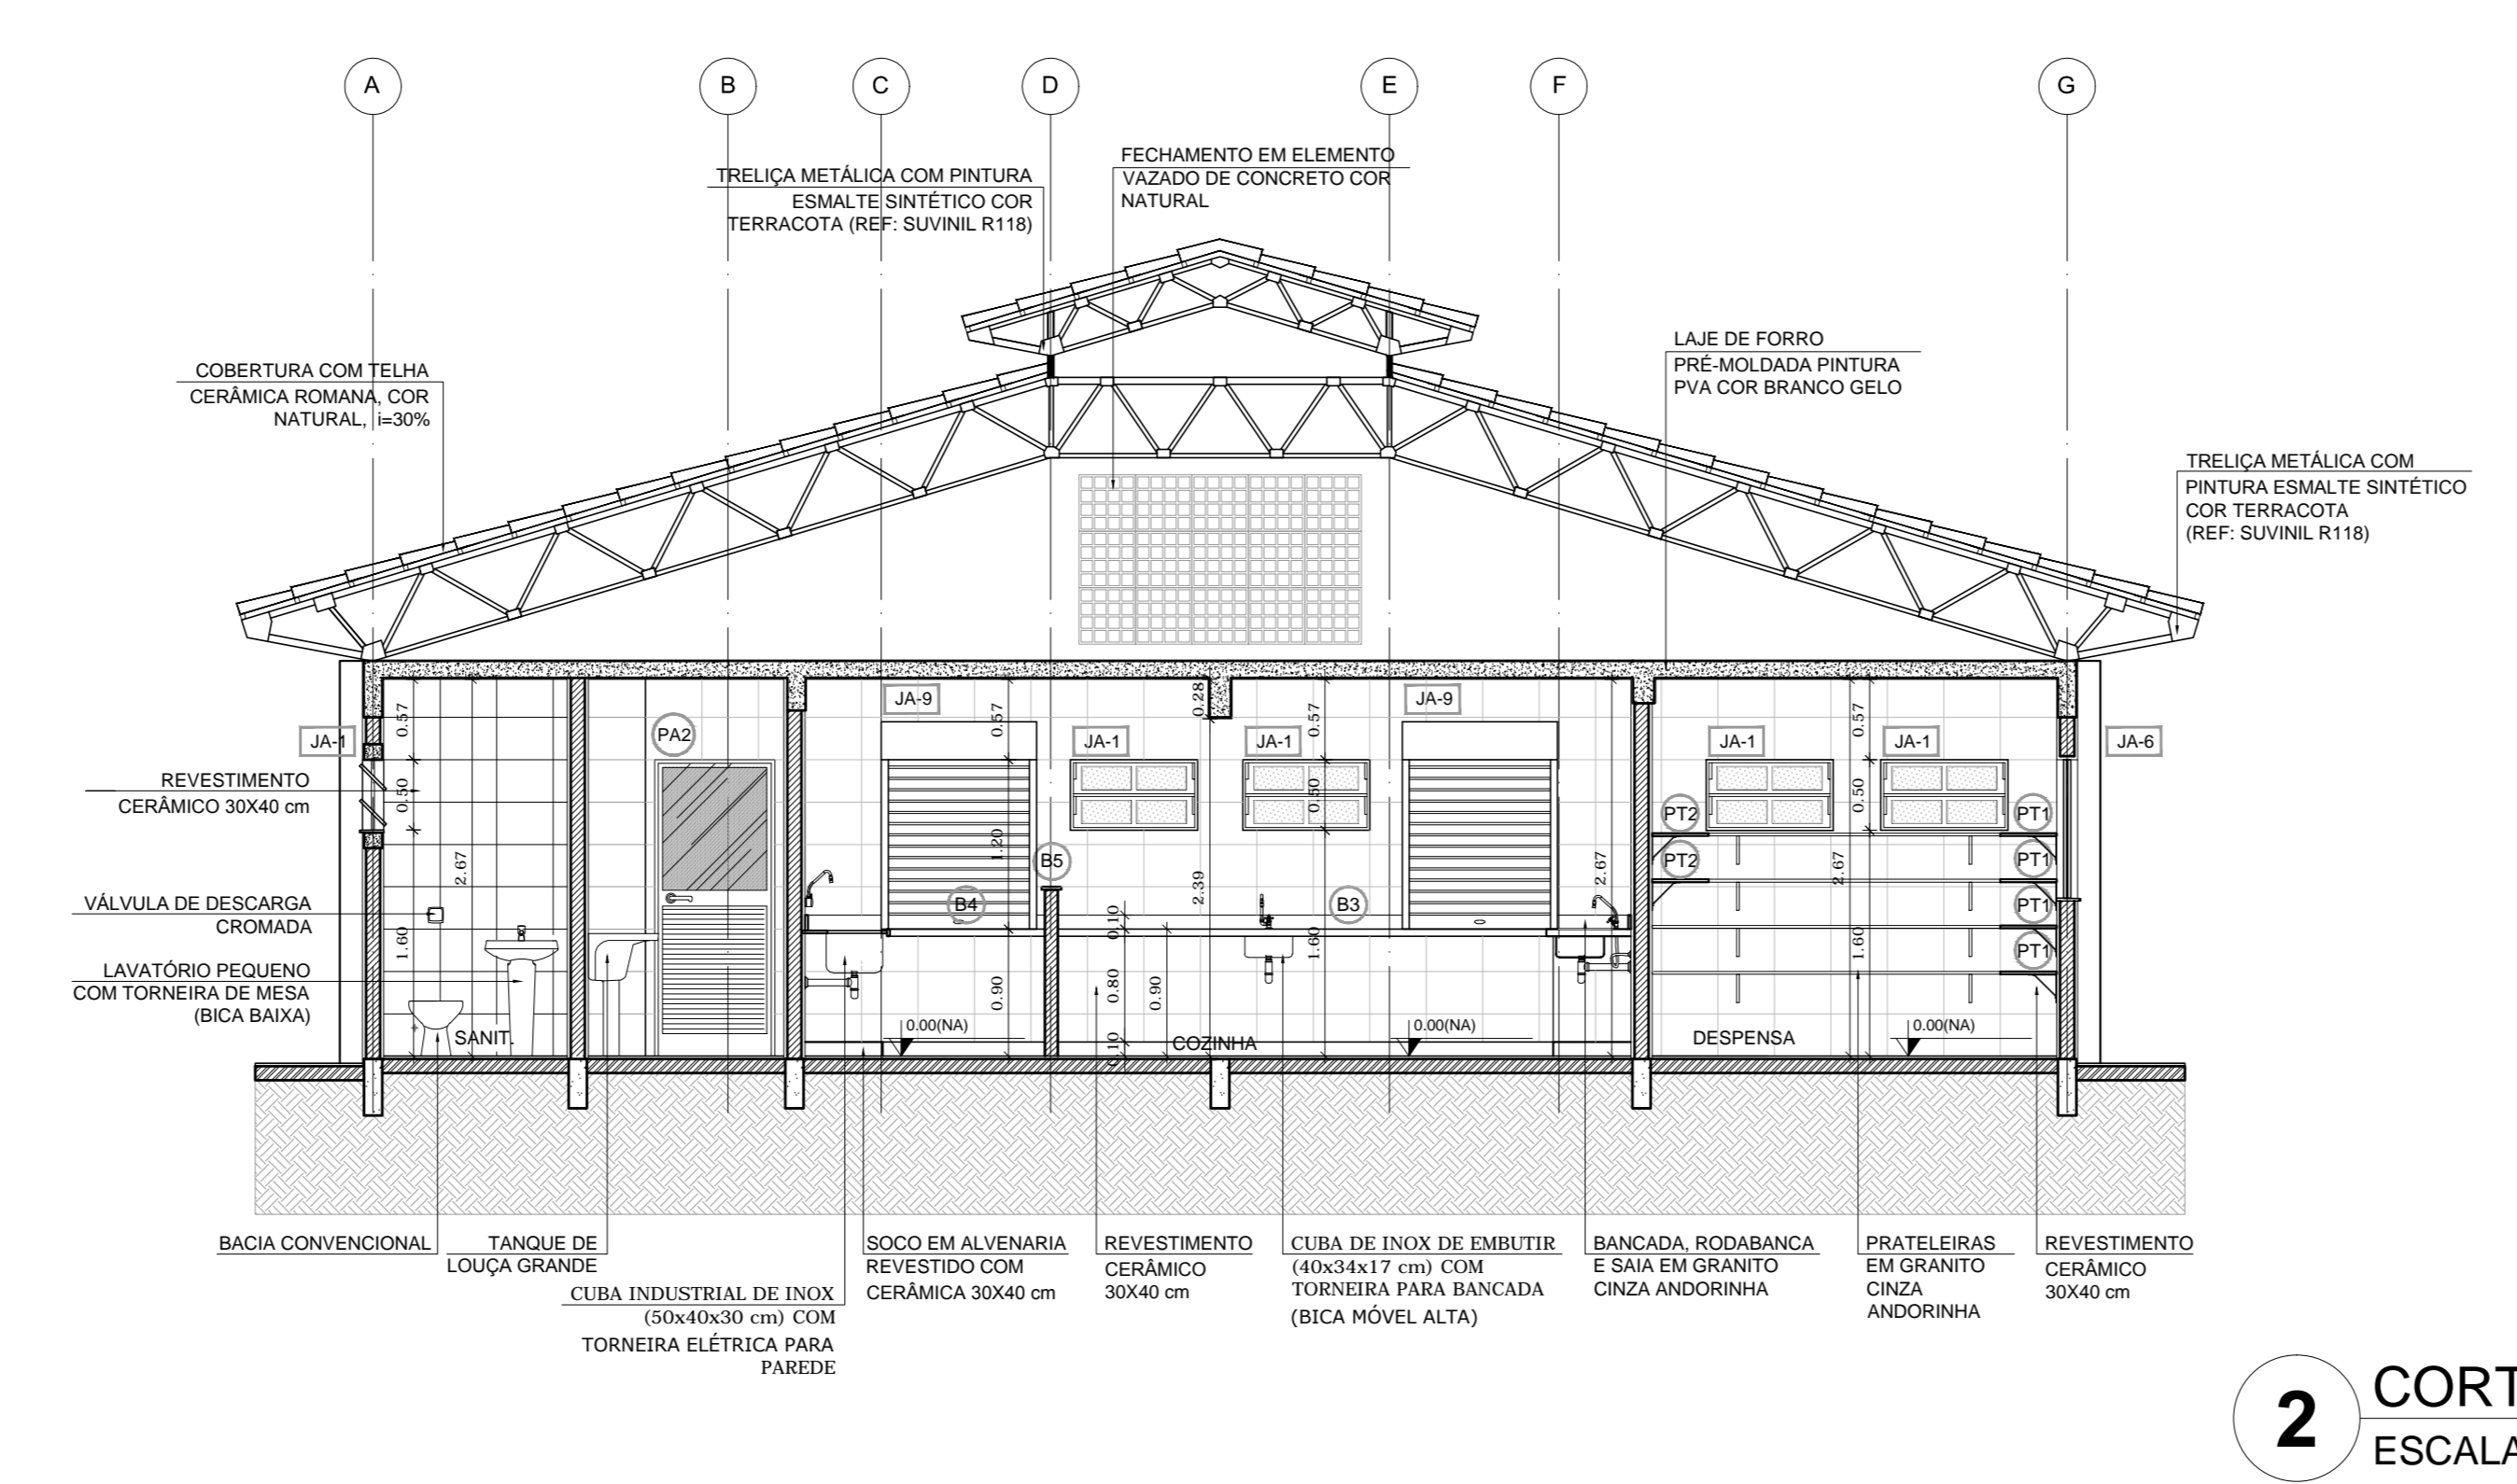 A
B
C
D
E
F
G
TRELIÇA METÁLICA COM PINTURA
ESMALTE SINTÉTICO COR
TERRACOTA (REF: SUVINIL R118)
FECHAMENTO EM ELEMENTO
VAZADO DE CONCRETO COR
NATURAL
COBERTURA COM TELHA
CERÂMICA ROMANA, COR
NATURAL, i=30%
LAJE DE FORRO
PRÉ-MOLDADA PINTURA
PVA COR BRANCO GELO
TRELIÇA METÁLICA COM
PINTURA ESMALTE SINTÉTICO
COR TERRACOTA
(REF: SUVINIL R118)
JA-1
REVESTIMENTO
CERÂMICO 30X40 cm
VÁLVULA DE DESCARGA
CROMADA
LAVATÓRIO PEQUENO
COM TORNEIRA DE MESA
(BICA BAIXA)
0.57
0.50
1.60
2.67
SANIT.
PA2
JA-9
0.57
1.20
0.90
B4
B5
JA-1
0.28
2.39
0.10
0.80
0.10
0.90
0.00(NA)
COZINHA
JA-1
0.57
0.50
1.60
B3
JA-9
2.67
0.00(NA)
JA-1
JA-1
0.57
0.50
1.60
2.67
PT2
PT2
PT1
PT1
PT1
PT1
DESPENSA
0.00(NA)
JA-6
BACIA CONVENCIONAL
TANQUE DE
LOUÇA GRANDE
CUBA INDUSTRIAL DE INOX
(50x40x30 cm) COM
TORNEIRA ELÉTRICA PARA
PAREDE
SOCO EM ALVENARIA
REVESTIDO COM
CERÂMICA 30X40 cm
REVESTIMENTO
CERÂMICO
30X40 cm
CUBA DE INOX DE EMBUTIR
(40x34x17 cm) COM
TORNEIRA PARA BANCADA
(BICA MÓVEL ALTA)
BANCADA, RODABANCA
E SAIA EM GRANITO
CINZA ANDORINHA
PRATELEIRAS
EM GRANITO
CINZA
ANDORINHA
REVESTIMENTO
CERÂMICO
30X40 cm
2
CORT
ESCALA